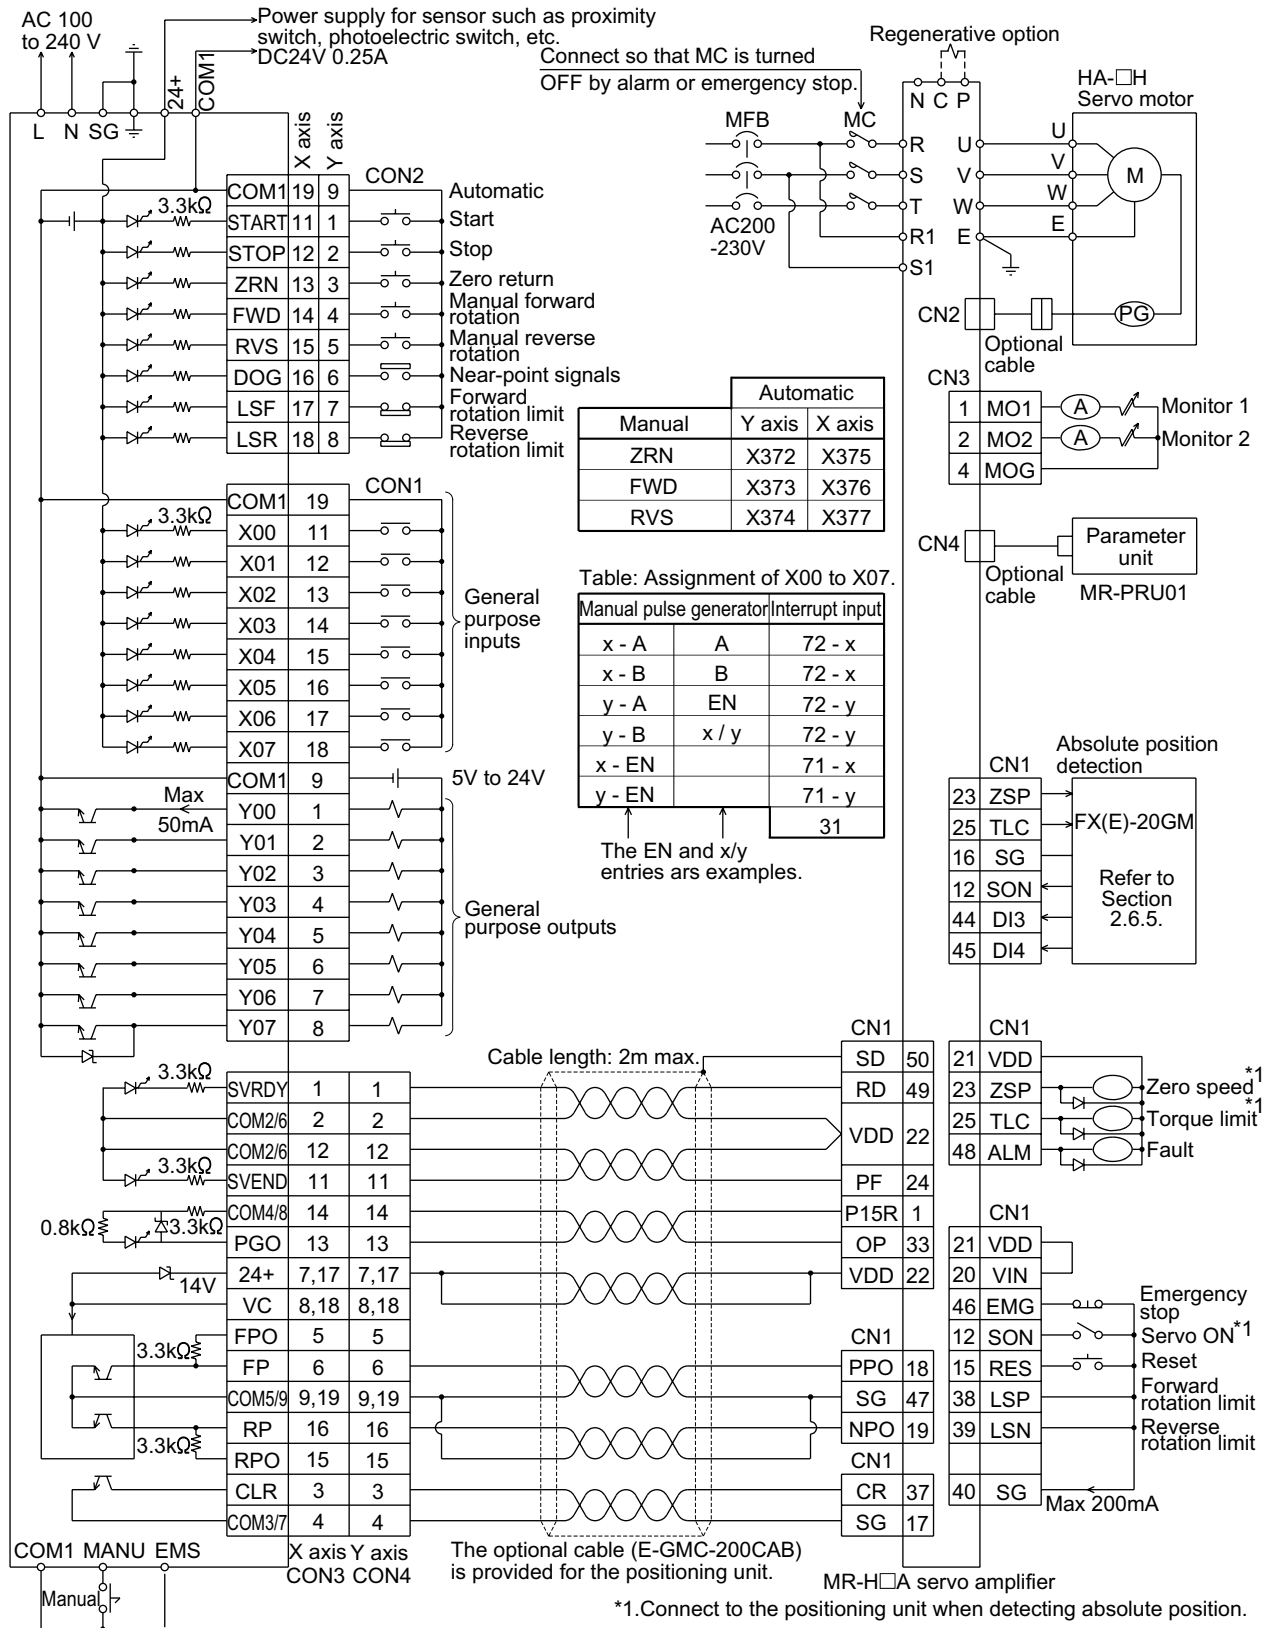 AC 100
to 240 V
Power supply for sensor such as proximity
switch, photoelectric switch, etc.
DC24V 0.25A
24+
COM1
L N SG
X axis
Y axis
Connect so that MC is turned
OFF by alarm or emergency stop.
Regenerative option
N C P
HA-□H
Servo motor
MFB
MC
R
S
T
R1
S1
AC200
-230V
U
V
W
E
U
V
W
E
M
PG
CN2
Optional
cable
CON2
COM1 19 9 Automatic
3.3kΩ
START 11 1 Start
STOP 12 2 Stop
ZRN 13 3 Zero return
FWD 14 4 Manual forward
rotation
RVS 15 5 Manual reverse
rotation
DOG 16 6 Near-point signals
LSF 17 7 Forward
rotation limit
LSR 18 8 Reverse
rotation limit
Automatic
Manual Y axis X axis
ZRN X372 X375
FWD X373 X376
RVS X374 X377
CN3
1 MO1 A Monitor 1
2 MO2 A Monitor 2
4 MOG
CN4
Optional
cable
Parameter
unit
MR-PRU01
CON1
COM1 19
3.3kΩ
X00 11
X01 12
X02 13
X03 14
X04 15
X05 16
X06 17
X07 18
General
purpose
inputs
COM1 9 5V to 24V
Max
50mA
Y00 1
Y01 2
Y02 3
Y03 4
Y04 5
Y05 6
Y06 7
Y07 8
General
purpose outputs
Table: Assignment of X00 to X07.
Manual pulse generator Interrupt input
x - A A 72 - x
x - B B 72 - x
y - A EN 72 - y
y - B x / y 72 - y
x - EN 71 - x
y - EN 71 - y
31
The EN and x/y
entries ars examples.
Absolute position
detection
CN1
23 ZSP
25 TLC
16 SG
12 SON
44 DI3
45 DI4
FX(E)-20GM
Refer to
Section
2.6.5.
Cable length: 2m max.
3.3kΩ
SVRDY 1 1
COM2/6 2 2
COM2/6 12 12
3.3kΩ
SVEND 11 11
COM4/8 14 14
0.8kΩ
3.3kΩ
PGO 13 13
24+ 7,17 7,17
14V
VC 8,18 8,18
FPO 5 5
3.3kΩ
FP 6 6
COM5/9 9,19 9,19
RP 16 16
3.3kΩ
RPO 15 15
CLR 3 3
COM3/7 4 4
X axis Y axis
CON3 CON4
COM1 MANU EMS
Manual
The optional cable (E-GMC-200CAB)
is provided for the positioning unit.
CN1
SD 50
RD 49
VDD 22
PF 24
P15R 1
OP 33
VDD 22
CN1
PPO 18
SG 47
NPO 19
CN1
CR 37
SG 17
CN1
21 VDD
23 ZSP Zero speed*1
25 TLC Torque limit*1
48 ALM Fault
CN1
21 VDD
20 VIN
46 EMG Emergency
stop
12 SON Servo ON*1
15 RES Reset
38 LSP Forward
rotation limit
39 LSN Reverse
rotation limit
40 SG
Max 200mA
MR-H□A servo amplifier
*1.Connect to the positioning unit when detecting absolute position.